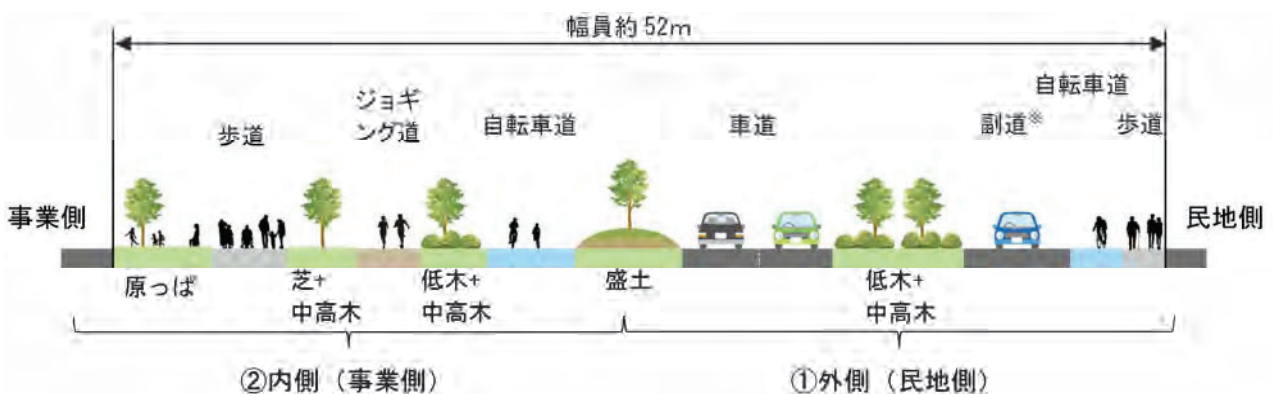 幅員約52m
自転車道
ジョギ
ング道
歩道
自転車道
車道
副道※
歩道
事業側
民地側
原っぱ
芝+
中高木
低木+
中高木
盛土
低木+
中高木
②内側（事業側）
①外側（民地側）